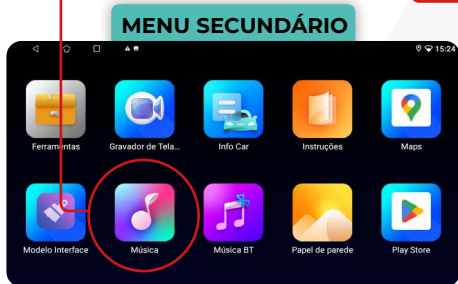 MENU SECUNDÁRIO
15:24
Ferramentas Gravador de Tela... Info Car Instruções Maps
Modelo Interface Música Música BT Papel de parede Play Store